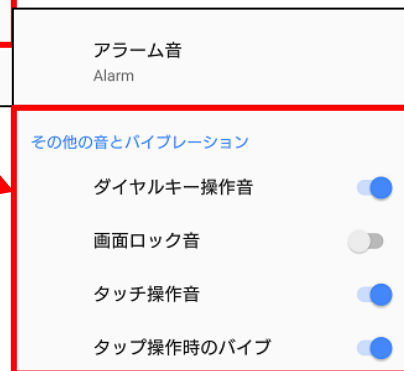 アラーム音
Alarm
その他の音とバイブレーション
ダイヤルキー操作音
画面ロック音
タッチ操作音
タップ操作時のバイブ